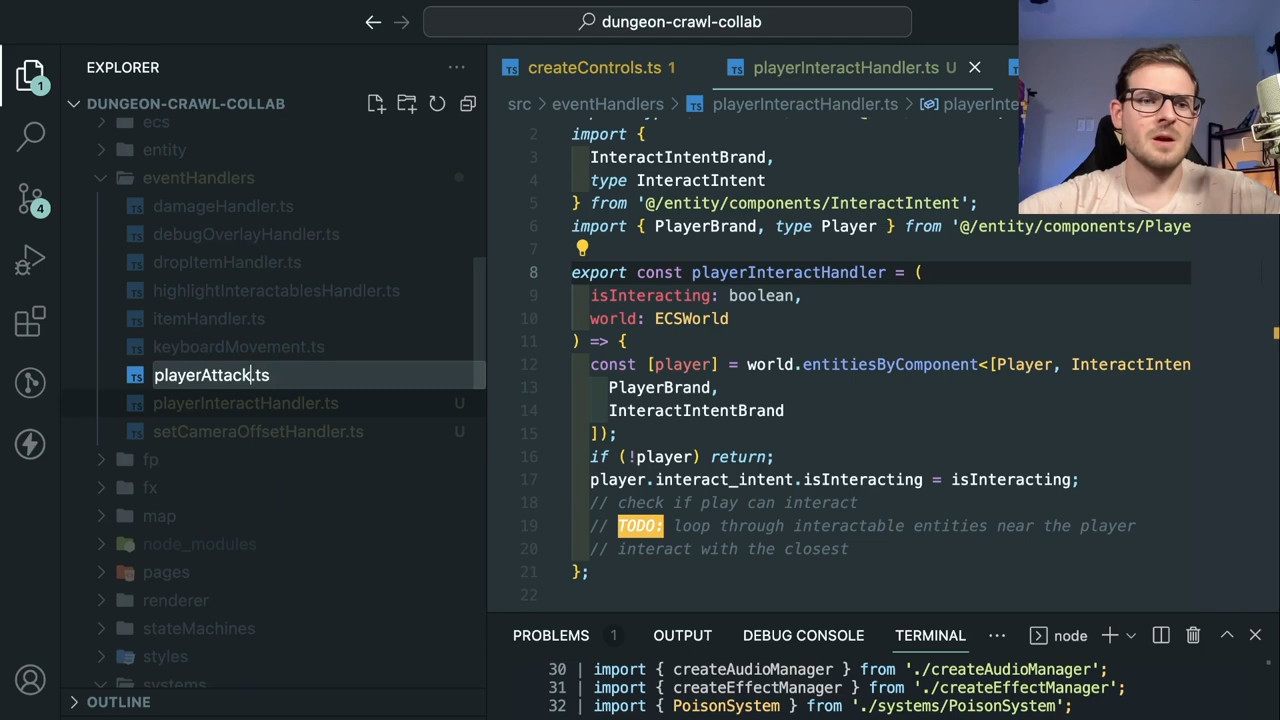 dungeon-crawl-collab
EXPLORER
DUNGEON-CRAWL-COLLAB
ecs
entity
eventHandlers
damageHandler.ts
debugOverlayHandler.ts
dropItemHandler.ts
highlightInteractablesHandler.ts
itemHandler.ts
keyboardMovement.ts
playerAttack.ts
playerInteractHandler.ts U
setCameraOffsetHandler.ts U
fp
fx
map
node_modules
pages
renderer
stateMachines
styles
systems
OUTLINE
1
4
TS createControls.ts 1
TS playerInteractHandler.ts U
TS
src > eventHandlers > TS playerInteractHandler.ts > playerInte
2 import {
3 InteractIntentBrand,
4 type InteractIntent
5 } from '@/entity/components/InteractIntent';
6 import { PlayerBrand, type Player } from '@/entity/components/Playe
7
8 export const playerInteractHandler = (
9 isInteracting: boolean,
10 world: ECSWorld
11 ) => {
12 const [player] = world.entitiesByComponent<[Player, InteractInten
13 PlayerBrand,
14 InteractIntentBrand
15 ]);
16 if (!player) return;
17 player.interact_intent.isInteracting = isInteracting;
18 // check if play can interact
19 // TODO: loop through interactable entities near the player
20 // interact with the closest
21 };
22
PROBLEMS 1 OUTPUT DEBUG CONSOLE TERMINAL node
30 | import { createAudioManager } from './createAudioManager';
31 | import { createEffectManager } from './createEffectManager';
32 | import { PoisonSystem } from './systems/PoisonSystem';